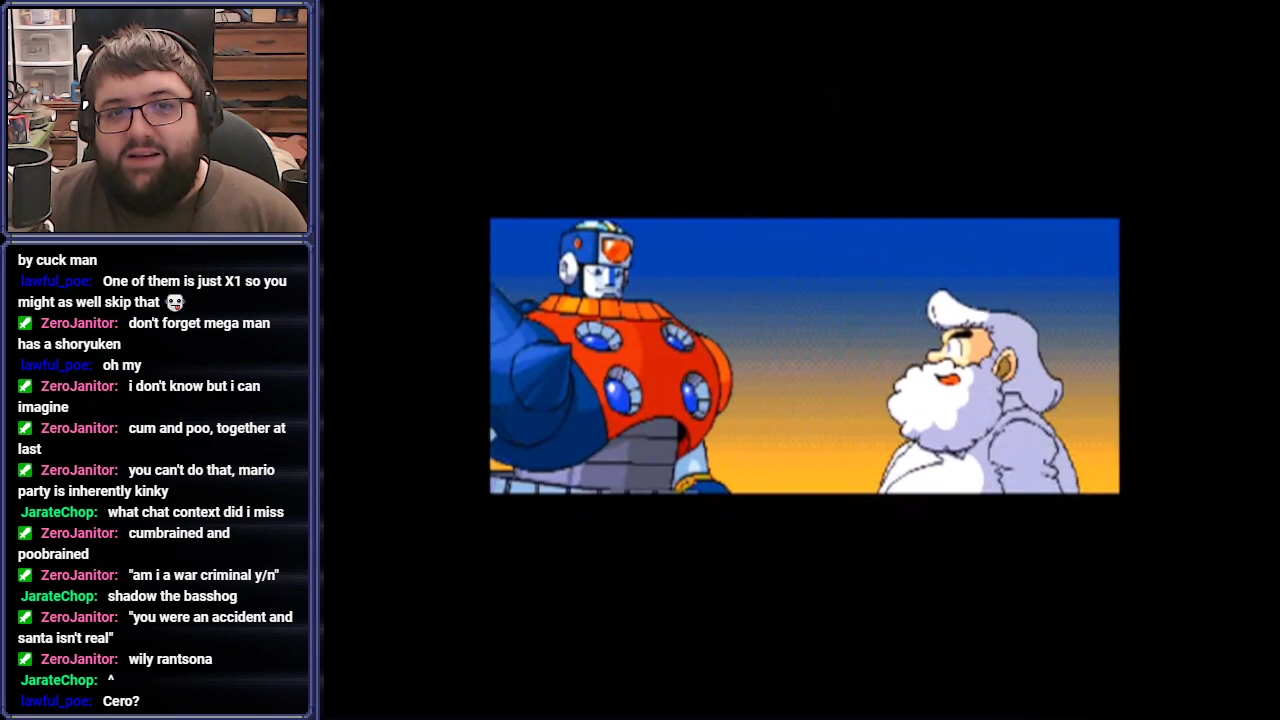 by cuck man
lawful_poe: One of them is just X1 so you
might as well skip that
ZeroJanitor: don't forget mega man
has a shoryuken
lawful_poe: oh my
ZeroJanitor: i don't know but i can
imagine
ZeroJanitor: cum and poo, together at
last
ZeroJanitor: you can't do that, mario
party is inherently kinky
JarateChop: what chat context did i miss
ZeroJanitor: cumbrained and
poobrained
ZeroJanitor: "am i a war criminal y/n"
JarateChop: shadow the basshog
ZeroJanitor: "you were an accident and
santa isn't real"
ZeroJanitor: wily rantsona
JarateChop: ^
lawful_poe: Cero?